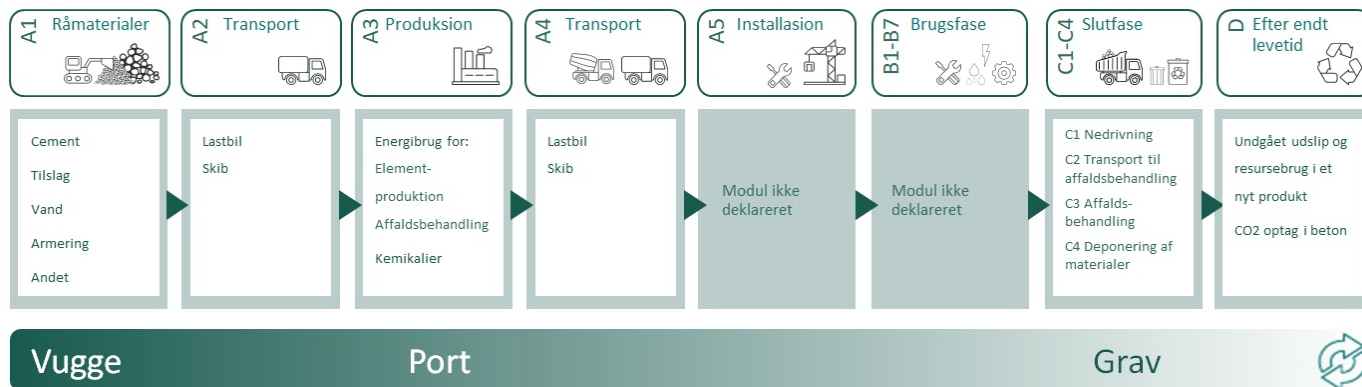 A1 Råmaterialer
A2 Transport
A3 Produksion
A4 Transport
A5 Installasion
B1-B7 Brugsfase
C1-C4 Slutfase
D Efter endt
levetid
Cement
Tilslag
Vand
Armering
Andet
Lastbil
Skib
Energibrug for:
Element-
produktion
Affaldsbehandling
Kemikalier
Lastbil
Skib
Modul ikke
deklareret
Modul ikke
deklareret
C1 Nedrivning
C2 Transport til
affaldsbehandling
C3 Affalds-
behandling
C4 Deponering af
materialer
Undgået udslip og
resursebrug i et
nyt produkt
CO2 optag i beton
Vugge
Port
Grav